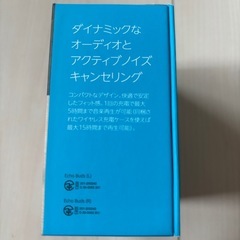 ダイナミックな
オーディオと
アクティブノイズ
キャンセリング
コンパクトなデザイン。快適で安定
したフィット感。1回の充電で最大
5時間まで音楽再生が可能（同梱さ
れたワイヤレス充電ケースを使えば
最大15時間まで再生可能）。
Echo Buds (L)
Echo Buds (R)